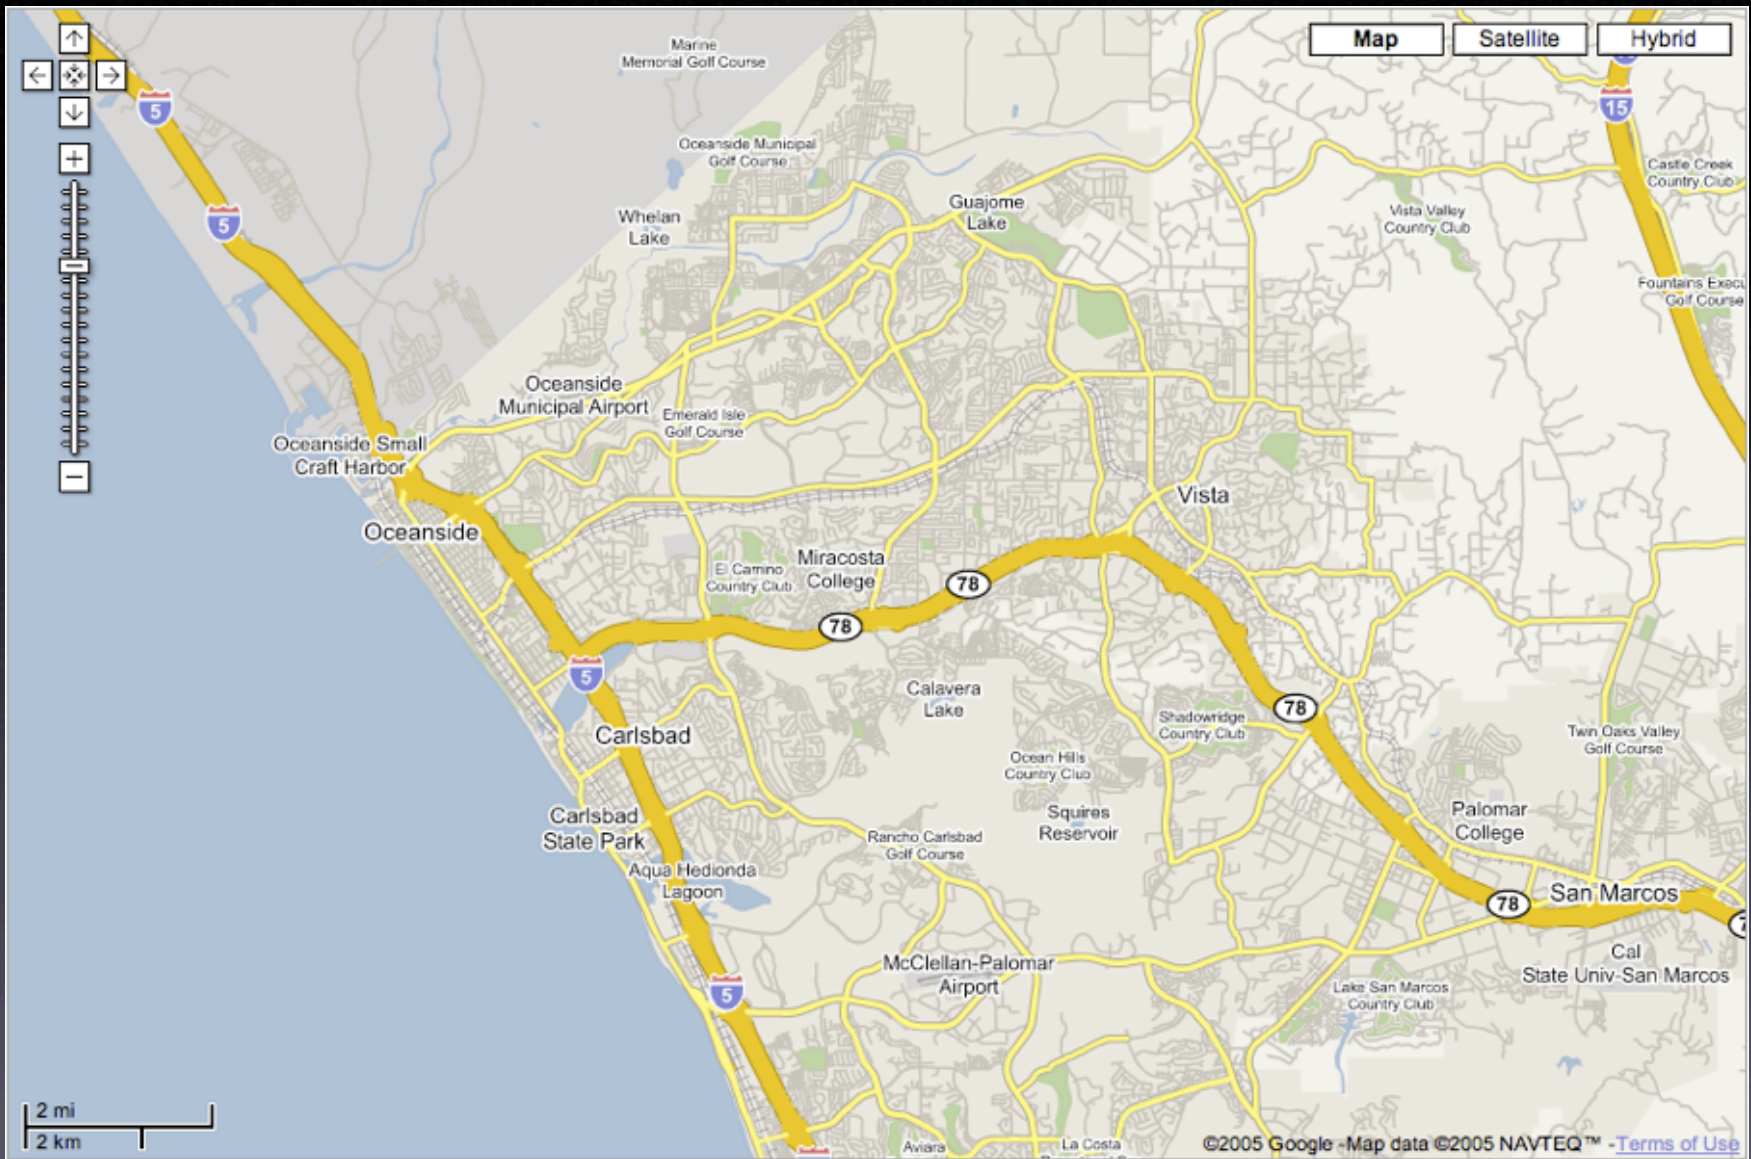 Map
Satellite
Hybrid
Marine
Memorial Golf Course
5
15
Oceanside Municipal
Golf Course
Castle Creek
Country Club
5
Whelan
Lake
Guajome
Lake
Vista Valley
Country Club
Fountains Execu
Golf Course
Oceanside
Municipal Airport
Emerald Isle
Golf Course
Oceanside Small
Craft Harbor
Vista
Oceanside
El Camino
Country Club
Miracosta
College
78
78
5
Calavera
Lake
78
Carlsbad
Shadowridge
Country Club
Twin Oaks Valley
Golf Course
Ocean Hills
Country Club
Carlsbad
State Park
Squires
Reservoir
Palomar
College
Rancho Carlsbad
Golf Course
Aqua Hedionda
Lagoon
78
San Marcos
7
McClellan-Palomar
Airport
Cal
State Univ-San Marcos
5
Lake San Marcos
Country Club
2 mi
2 km
Aviara
La Costa
©2005 Google -Map data ©2005 NAVTEQ™ -Terms of Use